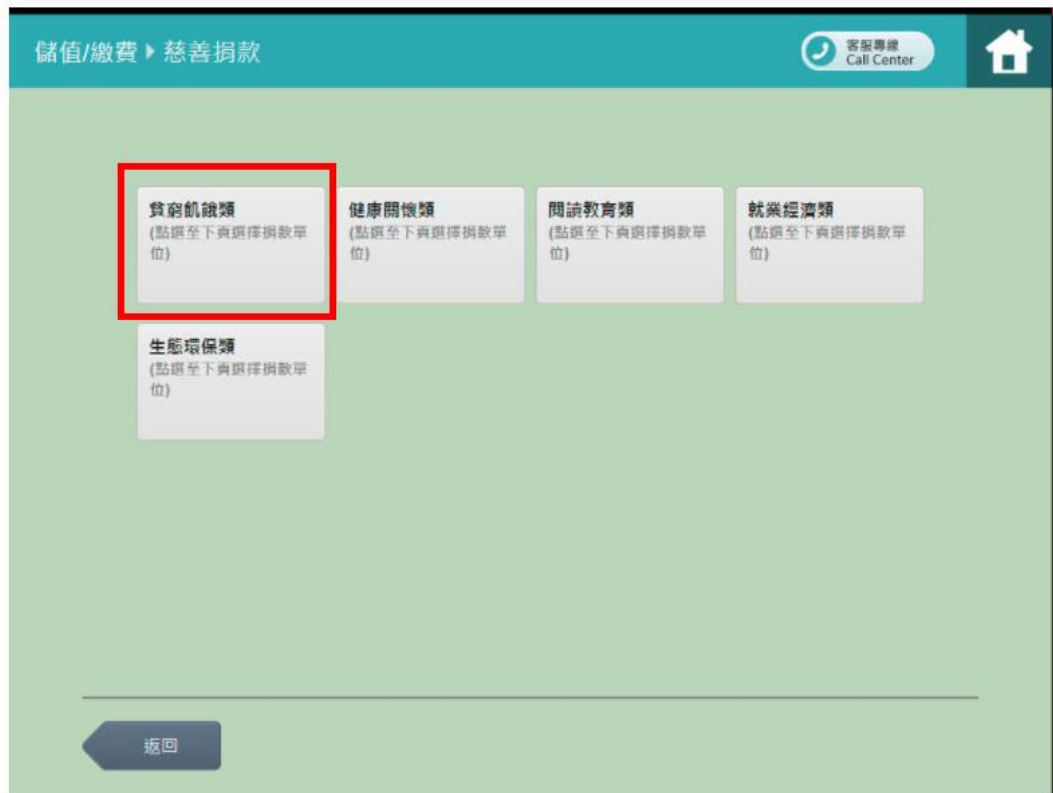 儲值/繳費 ▶ 慈善捐款
客服專線
Call Center
貧窮飢餓類
(點選至下頁選擇捐款單
位)
健康關懷類
(點選至下頁選擇捐款單
位)
閱讀教育類
(點選至下頁選擇捐款單
位)
就業經濟類
(點選至下頁選擇捐款單
位)
生態環保類
(點選至下頁選擇捐款單
位)
返回